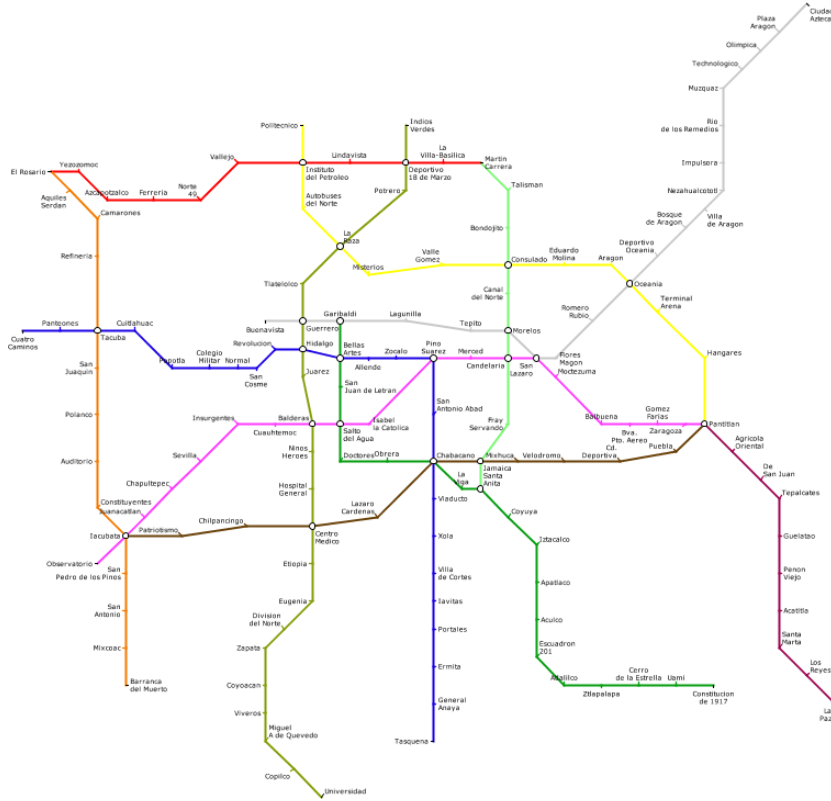 Ciudad
Azteca
Plaza
Aragon
Olimpica
Technologico
Muzquaz
Rio
de los Remedios
Impulsora
Nezahualcototl
Villa
de Aragon
Bosque
de Aragon
Deportivo
Oceania
Oceania
Romero
Rubio
Flores
Magon
Politecnico
Indios
Verdes
Vallejo
Lindavista
La
Villa-Basilica
Martin
Carrera
El Rosario
Yezozomoc
Azcapotzalco
Ferreria
Norte
49
Instituto
del Petroleo
Deportivo
18 de Marzo
Aquiles
Serdan
Camarones
Autobuses
del Norte
Potrero
Talisman
Bondojito
La
Raza
Misterios
Valle
Gomez
Consulado
Eduardo
Molina
Aragon
Terminal
Arena
Hangares
Refineria
Tlateiolco
Canal
del Norte
Buenavista
Guerrero
Garibaldi
Lagunilla
Tepito
Morelos
Cuatro
Caminos
Panteones
Tacuba
Cuitlahuac
Popotla
Colegio
Militar
Normal
San
Cosme
Revolucion
Hidalgo
Bellas
Artes
Allende
Zocalo
Pino
Suarez
Merced
Candelaria
San
Lazaro
Moctezuma
Balbuena
Bva.
Pto. Aereo
Gomez
Farias
Zaragoza
Pantitlan
San
Juaquin
Juarez
San
Juan de Letran
San
Antonio Abad
Polanco
Insurgentes
Cuauhtemoc
Balderas
Salto
del Agua
Isabel
la Catolica
Fray
Servando
Auditorio
Sevilla
Ninos
Heroes
Doctores
Obrera
Chabacano
Mixhuca
Velodromo
Cd.
Deportiva
Puebla
Agricola
Oriental
La
Viga
Jamaica
Santa
Anita
De
San Juan
Tepalcates
Constituyentes
Juanacatlan
Chapultepec
Hospital
General
Viaducto
Coyuya
Iacubata
Patriotismo
Chilpancingo
Lazaro
Cardenas
Centro
Medico
Xola
Iztacalco
Guelatao
Observatorio
San
Pedro de los Pinos
Etiopia
Villa
de Cortes
Apatlaco
Penon
Viejo
San
Antonio
Eugenia
Iavitas
Acuico
Acatitla
Division
del Norte
Portales
Mixcoac
Zapata
Ermita
Escuadron
201
Santa
Marta
Barranca
del Muerto
Coyoacan
General
Anaya
Atlalilco
Ztlapalapa
Cerro
de la Estrella
Uami
Constitucion
de 1917
Los
Reyes
La
Paz
Viveros
Miguel
A de Quevedo
Tasquena
Copilco
Universidad